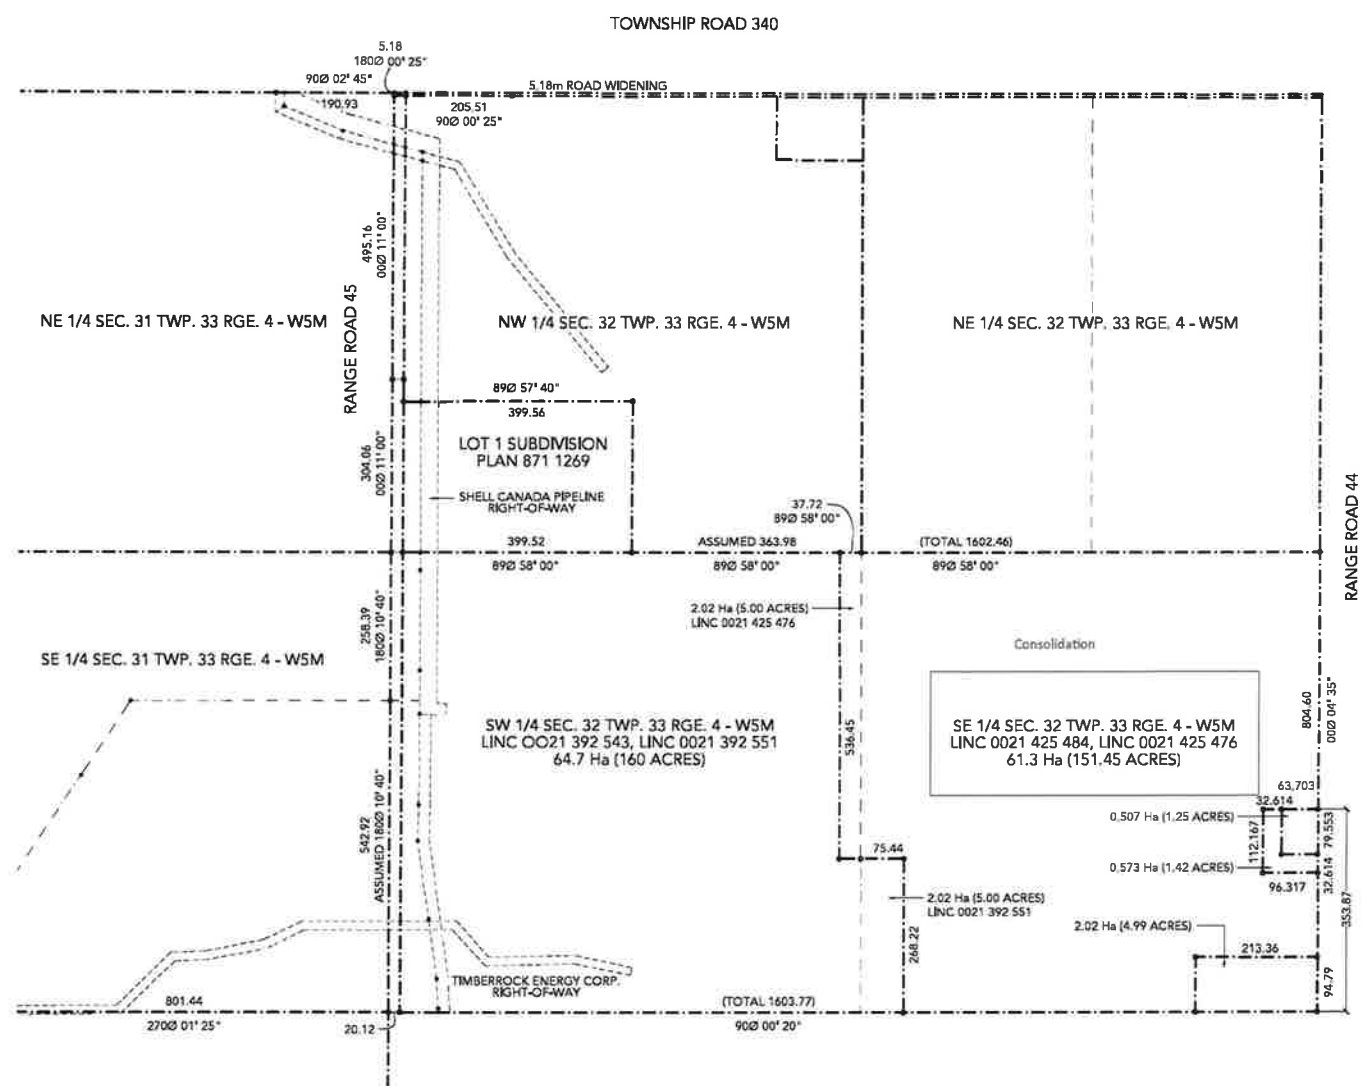 TOWNSHIP ROAD 340
5.18
180Ø 00' 25"
90Ø 02' 45"
5.18m ROAD WIDENING
190.93
205.51
90Ø 00' 25"
495.16
00Ø 11' 00"
RANGE ROAD 45
NE 1/4 SEC. 31 TWP. 33 RGE. 4 - W5M
NW 1/4 SEC. 32 TWP. 33 RGE. 4 - W5M
NE 1/4 SEC. 32 TWP. 33 RGE. 4 - W5M
89Ø 57' 40"
399.56
304.06
00Ø 11' 00"
LOT 1 SUBDIVISION
PLAN 871 1269
SHELL CANADA PIPELINE
RIGHT-OF-WAY
37.72
89Ø 58' 00"
RANGE ROAD 44
399.52
ASSUMED 363.98
(TOTAL 1602.46)
89Ø 58' 00"
89Ø 58' 00"
89Ø 58' 00"
258.39
180Ø 10' 40"
2.02 Ha (5.00 ACRES)
LINC 0021 425 476
Consolidation
SE 1/4 SEC. 31 TWP. 33 RGE. 4 - W5M
804.60
00Ø 04' 35"
SW 1/4 SEC. 32 TWP. 33 RGE. 4 - W5M
LINC OO21 392 543, LINC 0021 392 551
64.7 Ha (160 ACRES)
536.45
SE 1/4 SEC. 32 TWP. 33 RGE. 4 - W5M
LINC 0021 425 484, LINC 0021 425 476
61.3 Ha (151.45 ACRES)
542.92
ASSUMED 180Ø 10' 40"
63.703
32.614
0.507 Ha (1.25 ACRES)
112.167
79.553
75.44
0.573 Ha (1.42 ACRES)
96.317
32.614
353.87
2.02 Ha (5.00 ACRES)
LINC 0021 392 551
268.22
2.02 Ha (4.99 ACRES)
213.36
94.79
TIMBERROCK ENERGY CORP.
RIGHT-OF-WAY
801.44
(TOTAL 1603.77)
270Ø 01' 25"
20.12
90Ø 00' 20"